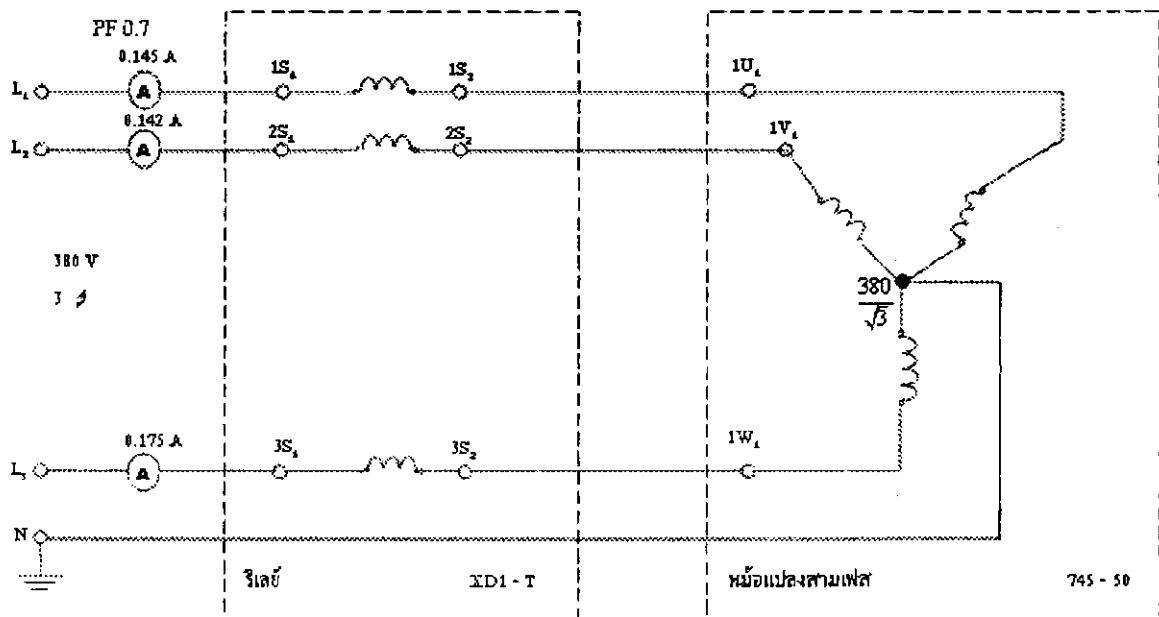 PF 0.7
0.145 A
L₁ A 1S₁ 1S₂ 1U₁
0.142 A
L₂ A 2S₁ 2S₂ 1V₁
380 V
3 ϕ
380
√3
0.175 A
L₃ A 3S₁ 3S₂ 1W₁
N
รีเลย์ XD1 - T หม้อแปลงสามเฟส 745 - 50